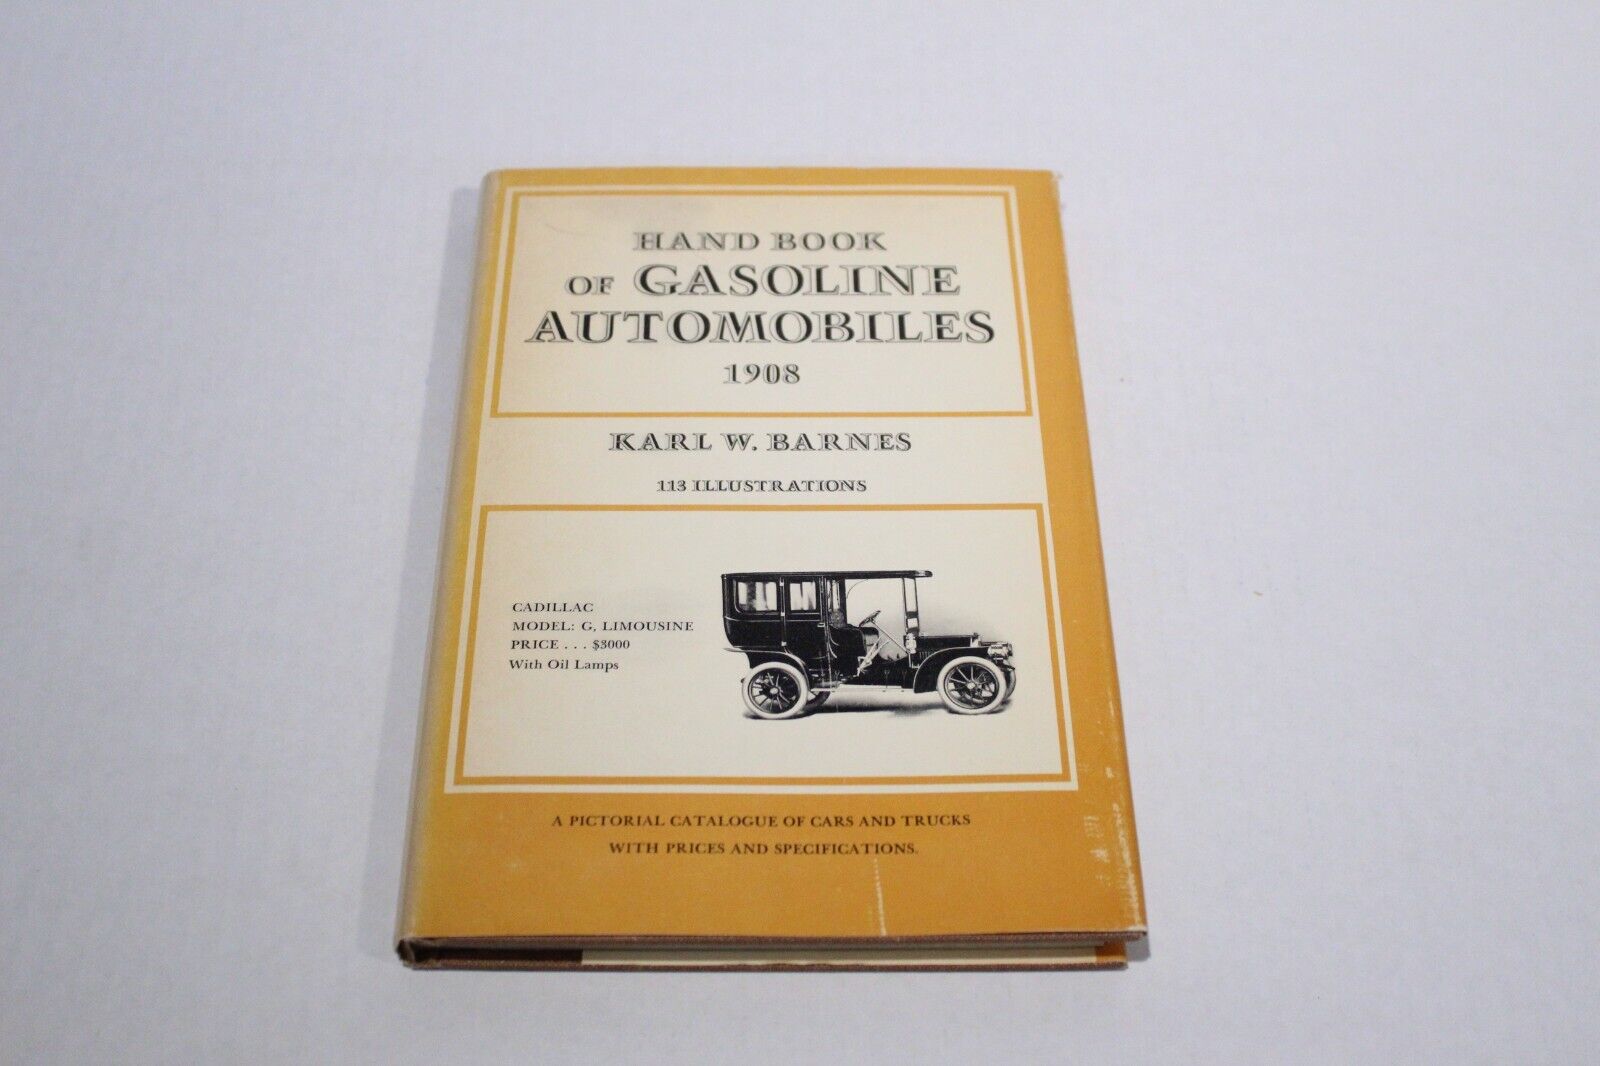 HAND BOOK
OF GASOLINE
AUTOMOBILES
1908
KARL W. BARNES
113 ILLUSTRATIONS
CADILLAC
MODEL: G, LIMOUSINE
PRICE . . . $3000
With Oil Lamps
A PICTORIAL CATALOGUE OF CARS AND TRUCKS
WITH PRICES AND SPECIFICATIONS.